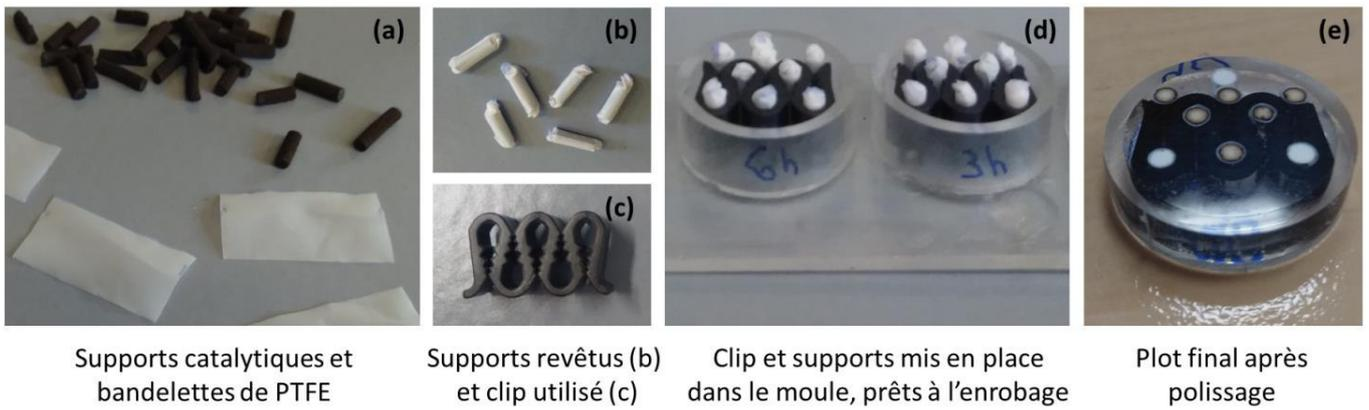 (a)
(b)
(c)
(d)
6h
3h
(e)
Supports catalytiques et
bandelettes de PTFE
Supports revêtus (b)
et clip utilisé (c)
Clip et supports mis en place
dans le moule, prêts à l’enrobage
Plot final après
polissage